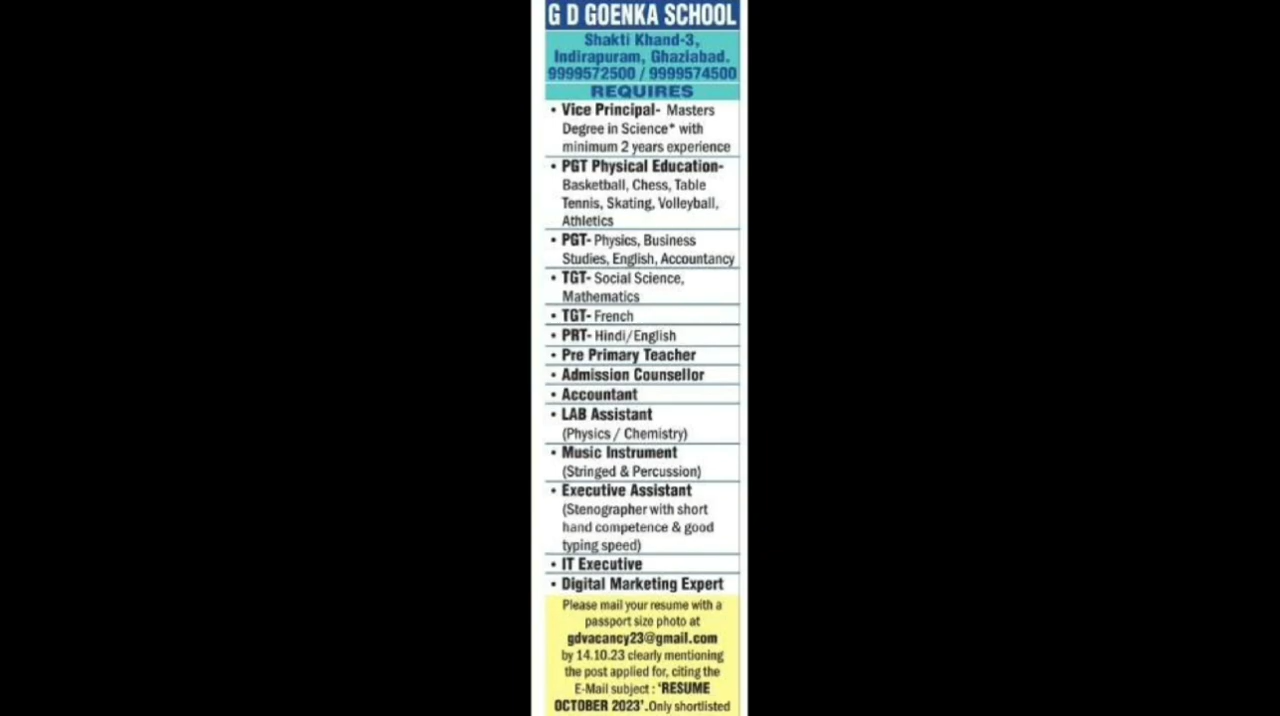 G D GOENKA SCHOOL
Shakti Khand-3,
Indirapuram, Ghaziabad.
9999572500 / 9999574500
REQUIRES
• Vice Principal- Masters
Degree in Science* with
minimum 2 years experience
• PGT Physical Education-
Basketball, Chess, Table
Tennis, Skating, Volleyball,
Athletics
• PGT- Physics, Business
Studies, English, Accountancy
• TGT- Social Science,
Mathematics
• TGT- French
• PRT- Hindi/English
• Pre Primary Teacher
• Admission Counsellor
• Accountant
• LAB Assistant
(Physics / Chemistry)
• Music Instrument
(Stringed & Percussion)
• Executive Assistant
(Stenographer with short
hand competence & good
typing speed)
• IT Executive
• Digital Marketing Expert
Please mail your resume with a
passport size photo at
gdvacancy23@gmail.com
by 14.10.23 clearly mentioning
the post applied for, citing the
E-Mail subject : 'RESUME
OCTOBER 2023'.Only shortlisted